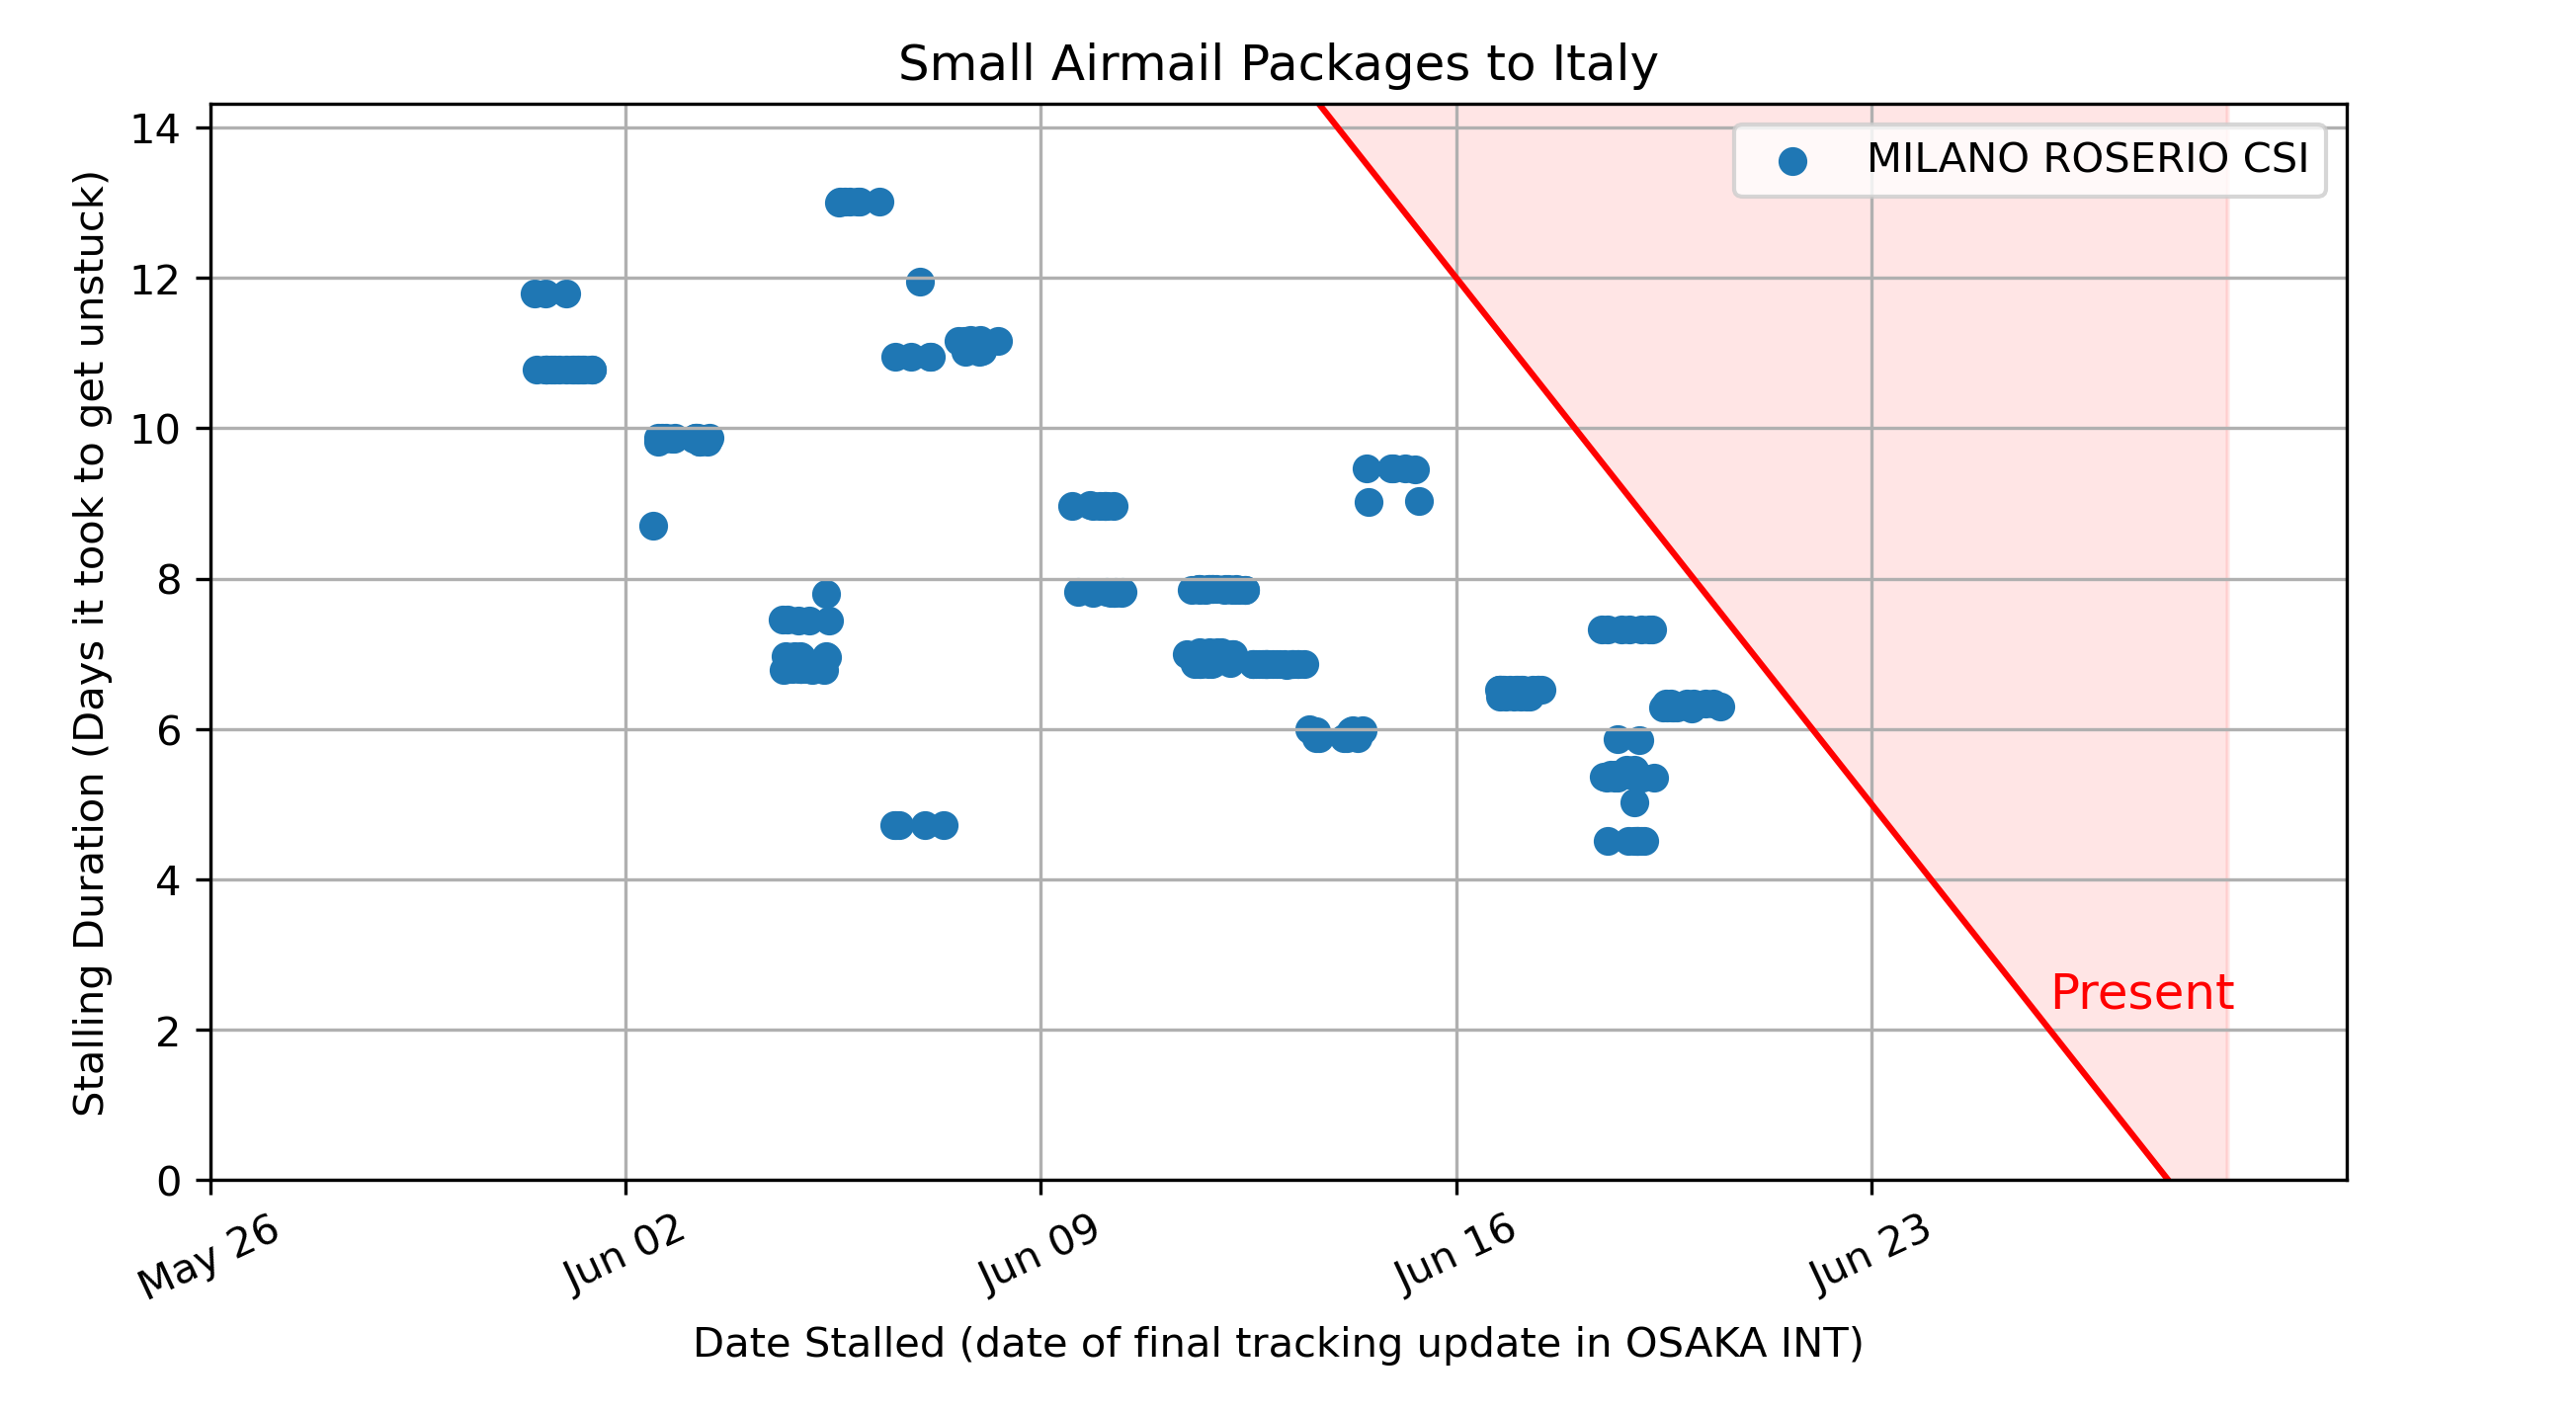 Small Airmail Packages to Italy
Stalling Duration (Days it took to get unstuck)
14
12
10
8
6
4
2
0
MILANO ROSERIO CSI
Present
May 26
Jun 02
Jun 09
Jun 16
Jun 23
Date Stalled (date of final tracking update in OSAKA INT)